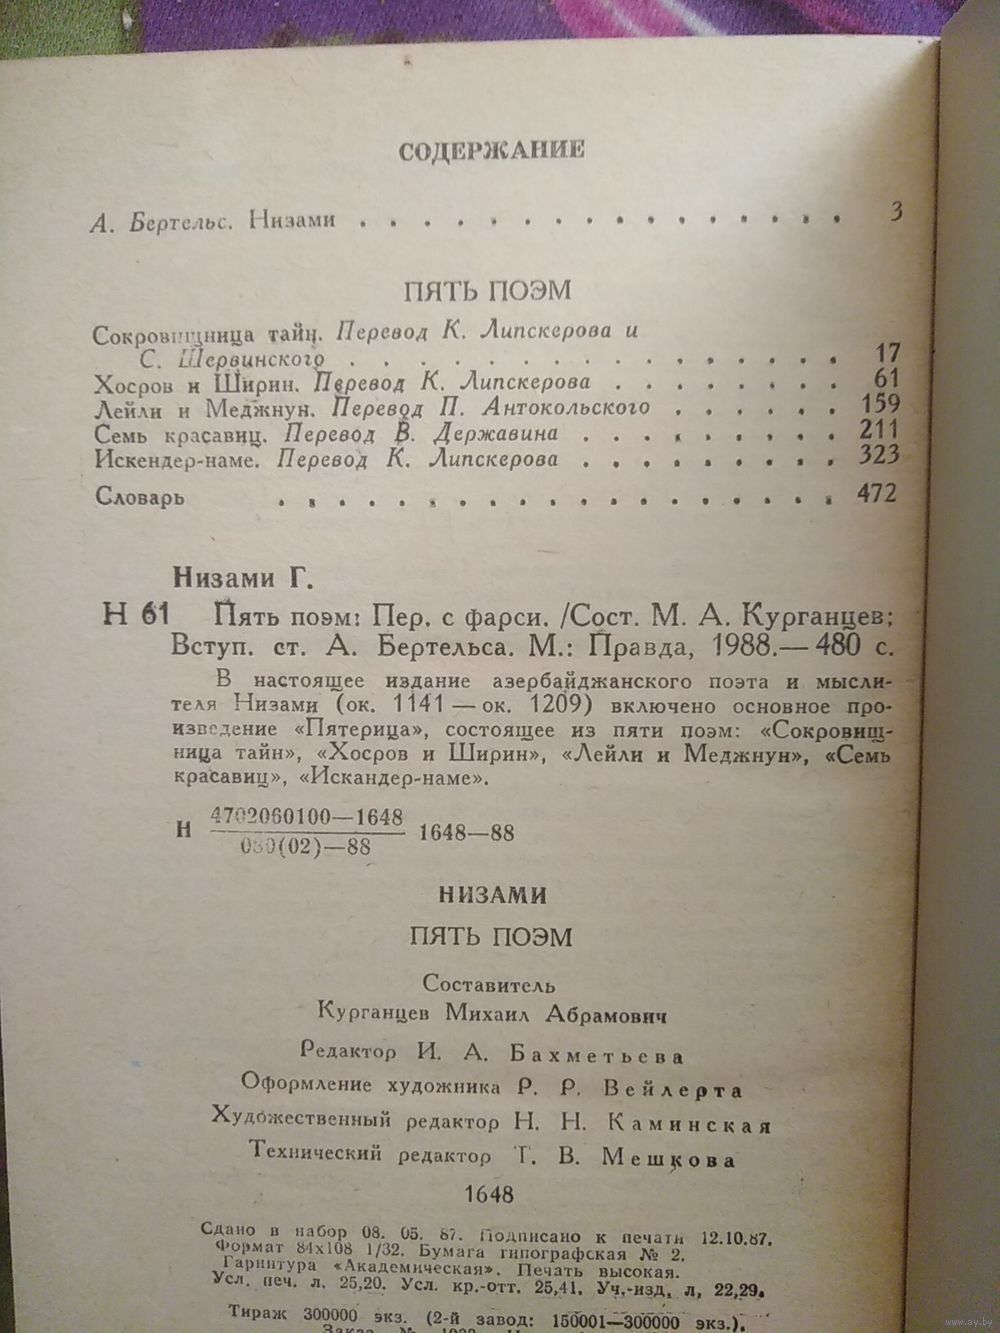 СОДЕРЖАНИЕ
А. Бертельс. Низами . . . . . . . . . . . . . . . . . 3
ПЯТЬ ПОЭМ
Сокровищница тайн. Перевод К. Липскерова и
С. Шервинского . . . . . . . . . . . . . . . . . 17
Хосров и Ширин. Перевод К. Липскерова . . . . . . . . 61
Лейли и Меджнун. Перевод П. Антокольского . . . . . . 159
Семь красавиц. Перевод В. Державина . . . . . . . . . 211
Искендер-наме. Перевод К. Липскерова . . . . . . . . . 323
Словарь . . . . . . . . . . . . . . . . . . . 472
Низами Г.
Н 61 Пять поэм: Пер. с фарси. /Сост. М. А. Курганцев;
Вступ. ст. А. Бертельса. М.: Правда, 1988.— 480 с.
В настоящее издание азербайджанского поэта и мысли-
теля Низами (ок. 1141 — ок. 1209) включено основное про-
изведение «Пятерица», состоящее из пяти поэм: «Сокровищ-
ница тайн», «Хосров и Ширин», «Лейли и Меджнун», «Семь
красавиц», «Искандер-наме».
4702060100—1648
Н 1648—88
080(02)—88
НИЗАМИ
ПЯТЬ ПОЭМ
Составитель
Курганцев Михаил Абрамович
Редактор И. А. Бахметьева
Оформление художника Р. Р. Вейлерта
Художественный редактор Н. Н. Каминская
Технический редактор Т. В. Мешкова
1648
Сдано в набор 08. 05. 87. Подписано к печати 12.10.87.
Формат 84х108 1/32. Бумага типографская № 2.
Гарнитура «Академическая». Печать высокая.
Усл. печ. л. 25,20. Усл. кр.-отт. 25,41. Уч.-изд. л, 22,29.
Тираж 300000 экз. (2-й завод: 150001—300000 экз.).
Заказ №
www.ay.by